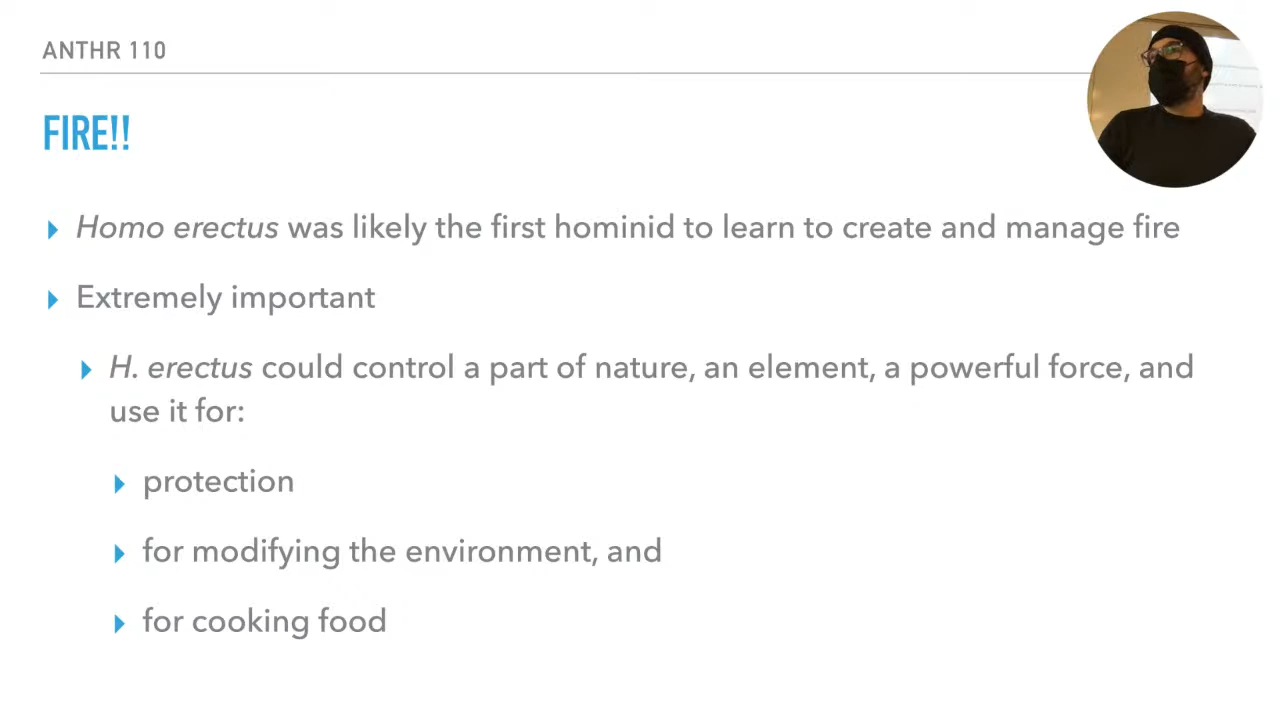 ANTHR 110
FIRE!!
Homo erectus was likely the first hominid to learn to create and manage fire
Extremely important
H. erectus could control a part of nature, an element, a powerful force, and
use it for:
protection
for modifying the environment, and
for cooking food